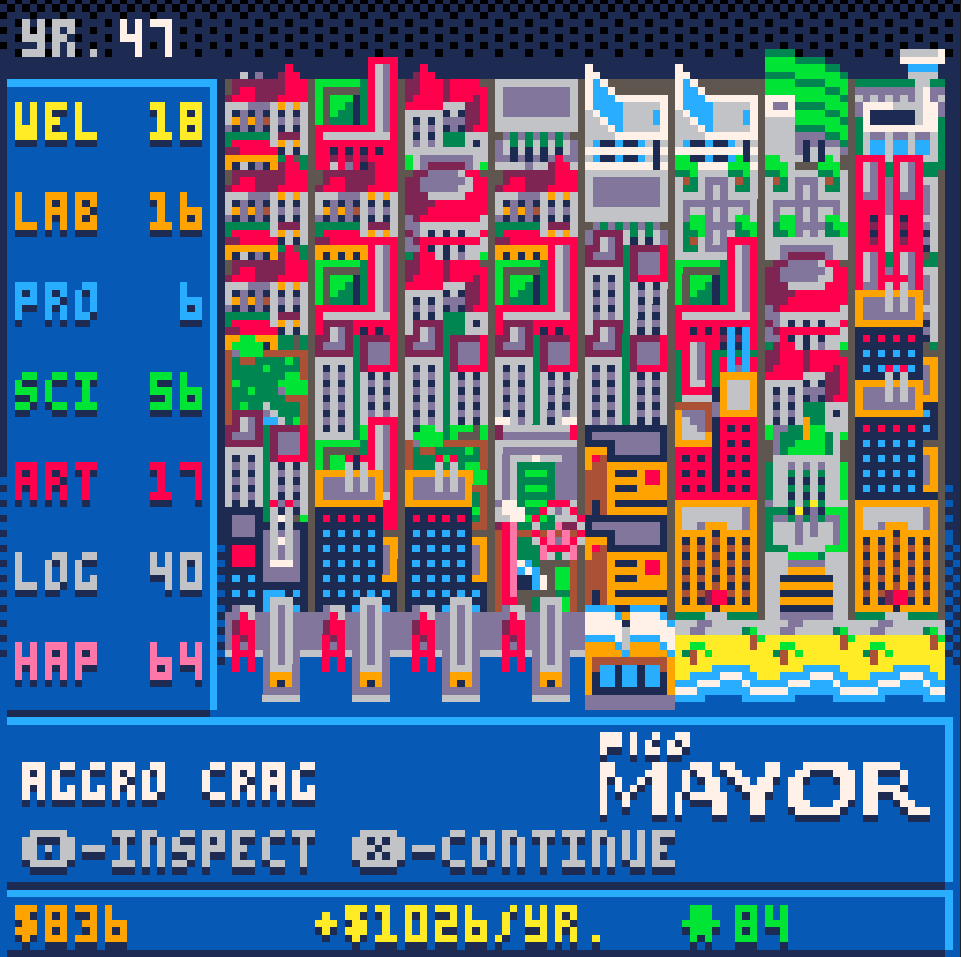 YR. 47
WEL 18
LAB 16
PRO 6
SCI 56
ART 17
LOG 40
HAP 64
PICO
MAYOR
AGGRO CRAG
O-INSPECT X-CONTINUE
$836 +$1026/YR. 84